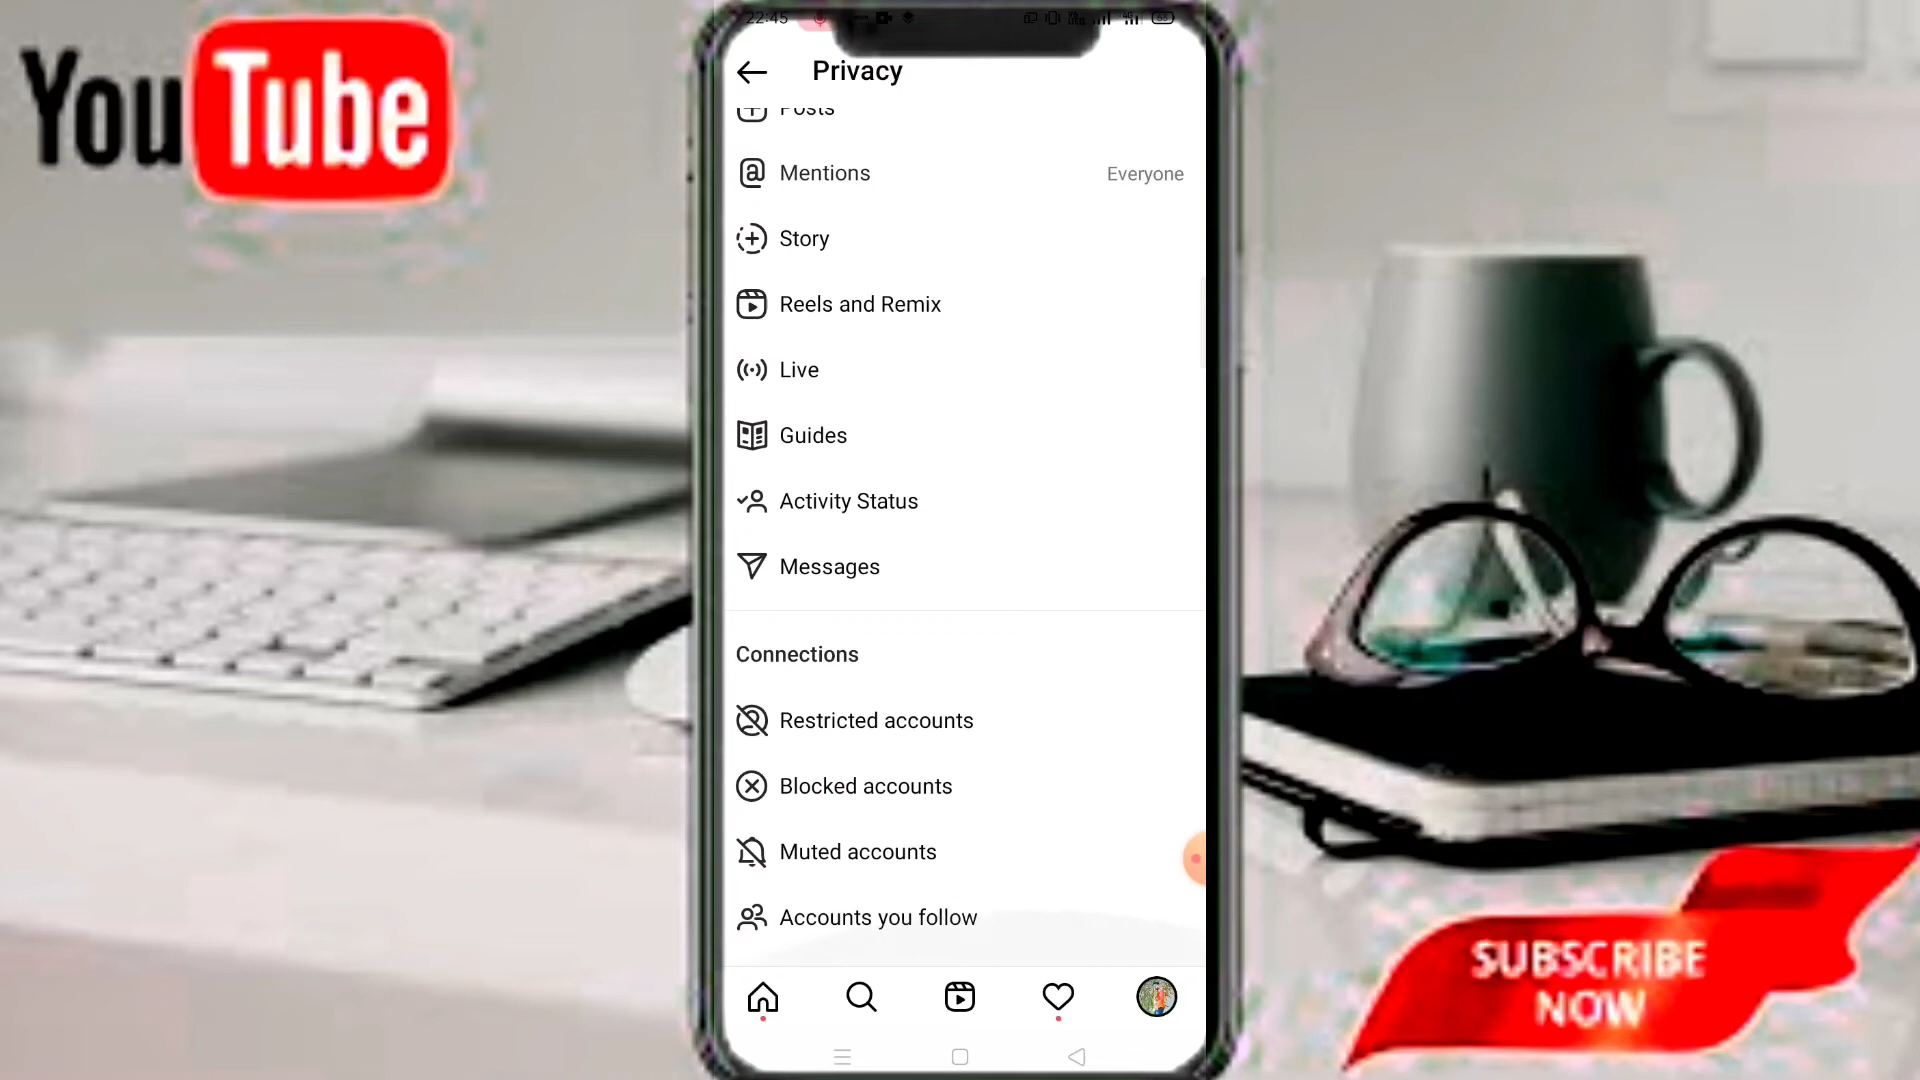 YouTube
22:45
Privacy
Posts
Mentions
Everyone
Story
Reels and Remix
Live
Guides
Activity Status
Messages
Connections
Restricted accounts
Blocked accounts
Muted accounts
Accounts you follow
SUBSCRIBE
NOW